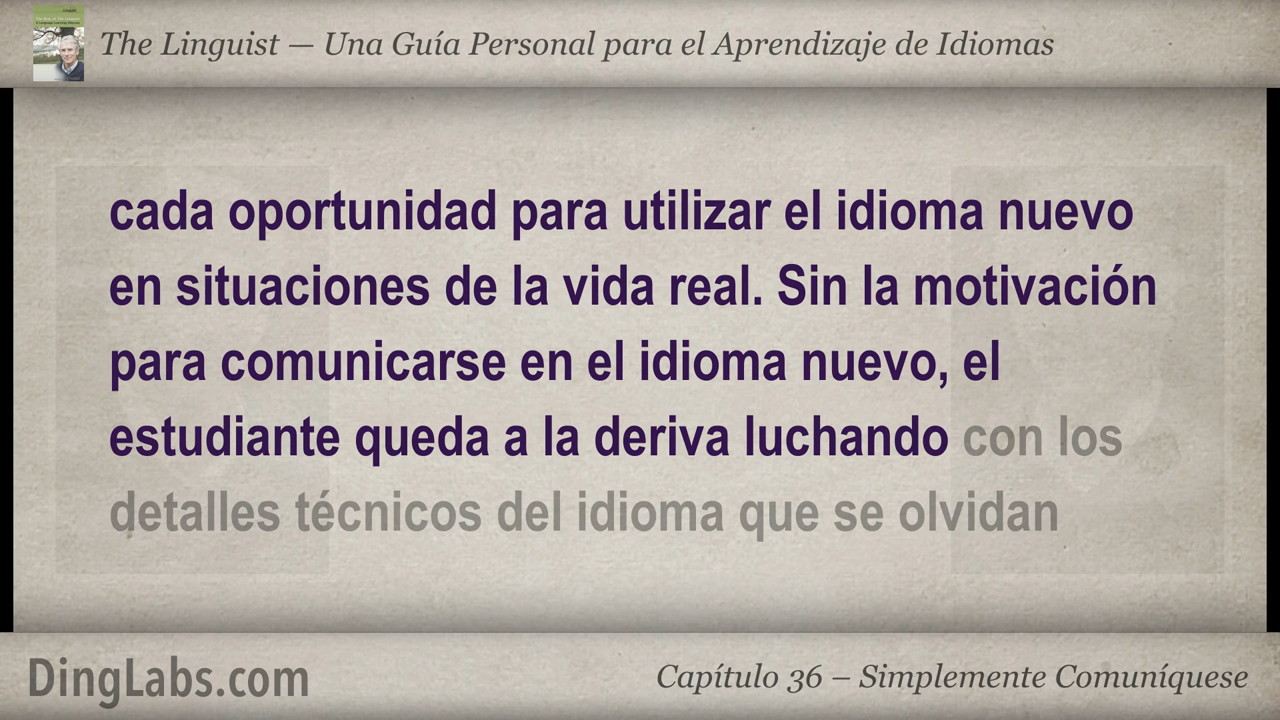 The Linguist — Una Guía Personal para el Aprendizaje de Idiomas
cada oportunidad para utilizar el idioma nuevo
en situaciones de la vida real. Sin la motivación
para comunicarse en el idioma nuevo, el
estudiante queda a la deriva luchando con los
detalles técnicos del idioma que se olvidan
DingLabs.com
Capítulo 36 – Simplemente Comuníquese